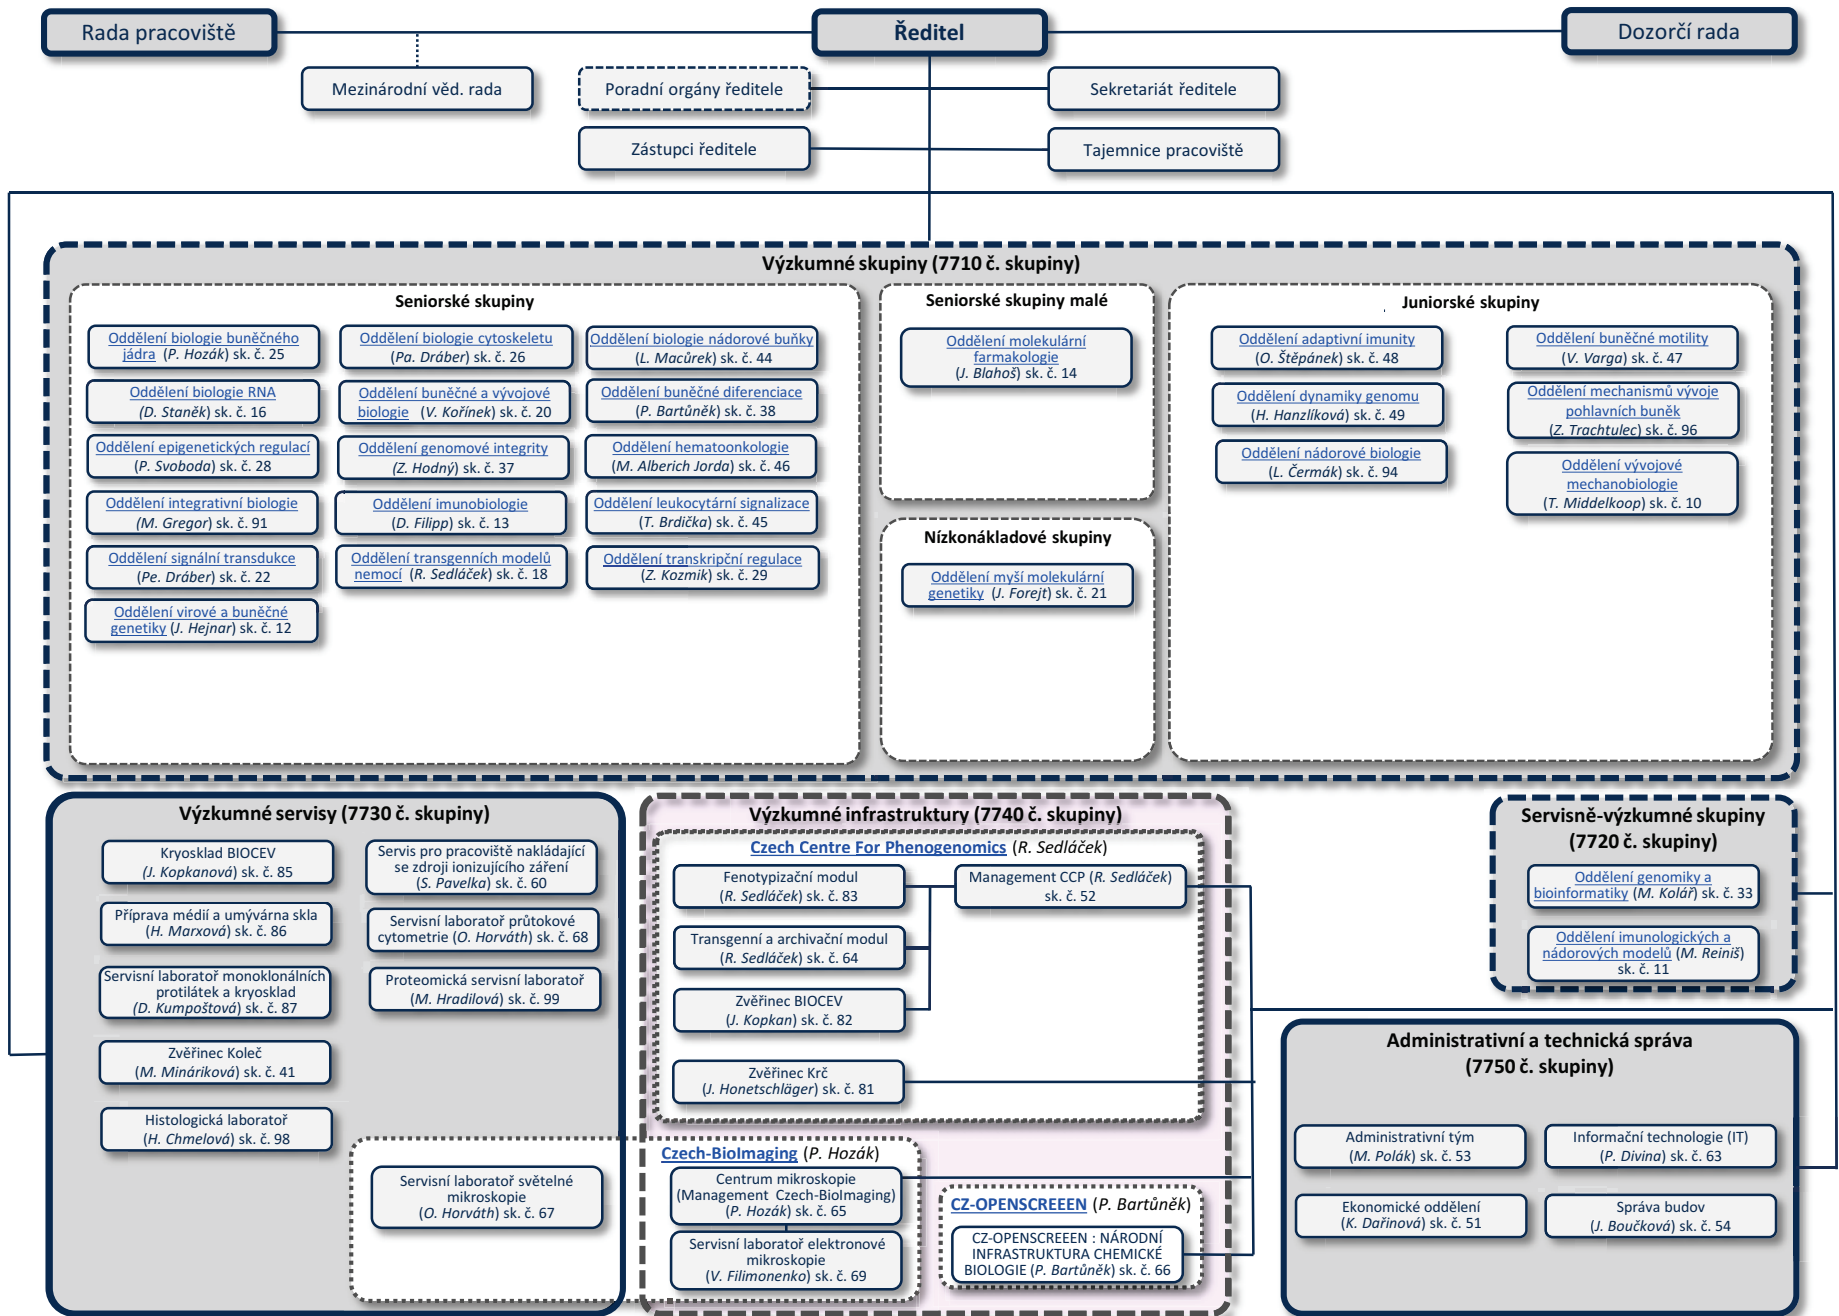 Rada pracoviště
Ředitel
Dozorčí rada
Mezinárodní věd. rada
Poradní orgány ředitele
Sekretariát ředitele
Zástupci ředitele
Tajemnice pracoviště
Výzkumné skupiny (7710 č. skupiny)
Seniorské skupiny
Oddělení biologie buněčného
jádra (P. Hozák) sk. č. 25
Oddělení biologie cytoskeletu
(Pa. Dráber) sk. č. 26
Oddělení biologie nádorové buňky
(L. Macůrek) sk. č. 44
Oddělení biologie RNA
(D. Staněk) sk. č. 16
Oddělení buněčné a vývojové
biologie (V. Kořínek) sk. č. 20
Oddělení buněčné diferenciace
(P. Bartůněk) sk. č. 38
Oddělení epigenetických regulací
(P. Svoboda) sk. č. 28
Oddělení genomové integrity
(Z. Hodný) sk. č. 37
Oddělení hematoonkologie
(M. Alberich Jorda) sk. č. 46
Oddělení integrativní biologie
(M. Gregor) sk. č. 91
Oddělení imunobiologie
(D. Filipp) sk. č. 13
Oddělení leukocytární signalizace
(T. Brdička) sk. č. 45
Oddělení signální transdukce
(Pe. Dráber) sk. č. 22
Oddělení transgenních modelů
nemocí (R. Sedláček) sk. č. 18
Oddělení transkripční regulace
(Z. Kozmik) sk. č. 29
Oddělení virové a buněčné
genetiky (J. Hejnar) sk. č. 12
Seniorské skupiny malé
Oddělení molekulární
farmakologie
(J. Blahoš) sk. č. 14
Nízkonákladové skupiny
Oddělení myší molekulární
genetiky (J. Forejt) sk. č. 21
Juniorské skupiny
Oddělení adaptivní imunity
(O. Štěpánek) sk. č. 48
Oddělení buněčné motility
(V. Varga) sk. č. 47
Oddělení dynamiky genomu
(H. Hanzlíková) sk. č. 49
Oddělení mechanismů vývoje
pohlavních buněk
(Z. Trachtulec) sk. č. 96
Oddělení nádorové biologie
(L. Čermák) sk. č. 94
Oddělení vývojové
mechanobiologie
(T. Middelkoop) sk. č. 10
Výzkumné servisy (7730 č. skupiny)
Kryosklad BIOCEV
(J. Kopkanová) sk. č. 85
Servis pro pracoviště nakládající
se zdroji ionizujícího záření
(S. Pavelka) sk. č. 60
Příprava médií a umývárna skla
(H. Marxová) sk. č. 86
Servisní laboratoř průtokové
cytometrie (O. Horváth) sk. č. 68
Servisní laboratoř monoklonálních
protilátek a kryosklad
(D. Kumpoštová) sk. č. 87
Proteomická servisní laboratoř
(M. Hradilová) sk. č. 99
Zvěřinec Koleč
(M. Mináriková) sk. č. 41
Histologická laboratoř
(H. Chmelová) sk. č. 98
Servisní laboratoř světelné
mikroskopie
(O. Horváth) sk. č. 67
Výzkumné infrastruktury (7740 č. skupiny)
Czech Centre For Phenogenomics (R. Sedláček)
Fenotypizační modul
(R. Sedláček) sk. č. 83
Management CCP (R. Sedláček)
sk. č. 52
Transgenní a archivační modul
(R. Sedláček) sk. č. 64
Zvěřinec BIOCEV
(J. Kopkan) sk. č. 82
Zvěřinec Krč
(J. Honetschläger) sk. č. 81
Czech-BioImaging (P. Hozák)
Centrum mikroskopie
(Management Czech-BioImaging)
(P. Hozák) sk. č. 65
Servisní laboratoř elektronové
mikroskopie
(V. Filimonenko) sk. č. 69
CZ-OPENSCREEEN (P. Bartůněk)
CZ-OPENSCREEEN : NÁRODNÍ
INFRASTRUKTURA CHEMICKÉ
BIOLOGIE (P. Bartůněk) sk. č. 66
Servisně-výzkumné skupiny
(7720 č. skupiny)
Oddělení genomiky a
bioinformatiky (M. Kolář) sk. č. 33
Oddělení imunologických a
nádorových modelů (M. Reiniš)
sk. č. 11
Administrativní a technická správa
(7750 č. skupiny)
Administrativní tým
(M. Polák) sk. č. 53
Informační technologie (IT)
(P. Divina) sk. č. 63
Ekonomické oddělení
(K. Dařinová) sk. č. 51
Správa budov
(J. Boučková) sk. č. 54